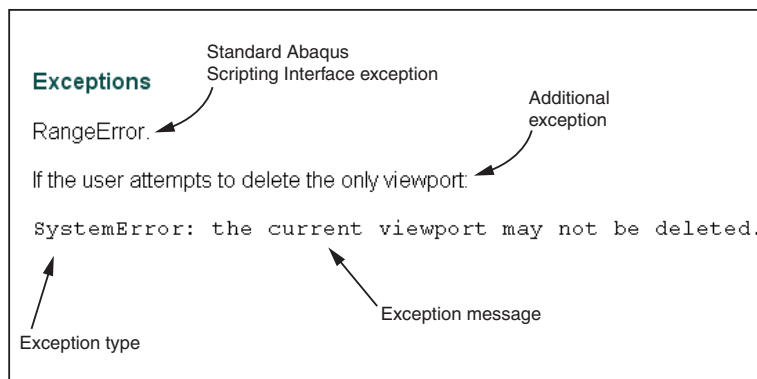 Standard Abaqus
Scripting Interface exception
Exceptions
Additional
exception
RangeError.
If the user attempts to delete the only viewport:
SystemError: the current viewport may not be deleted.
Exception message
Exception type